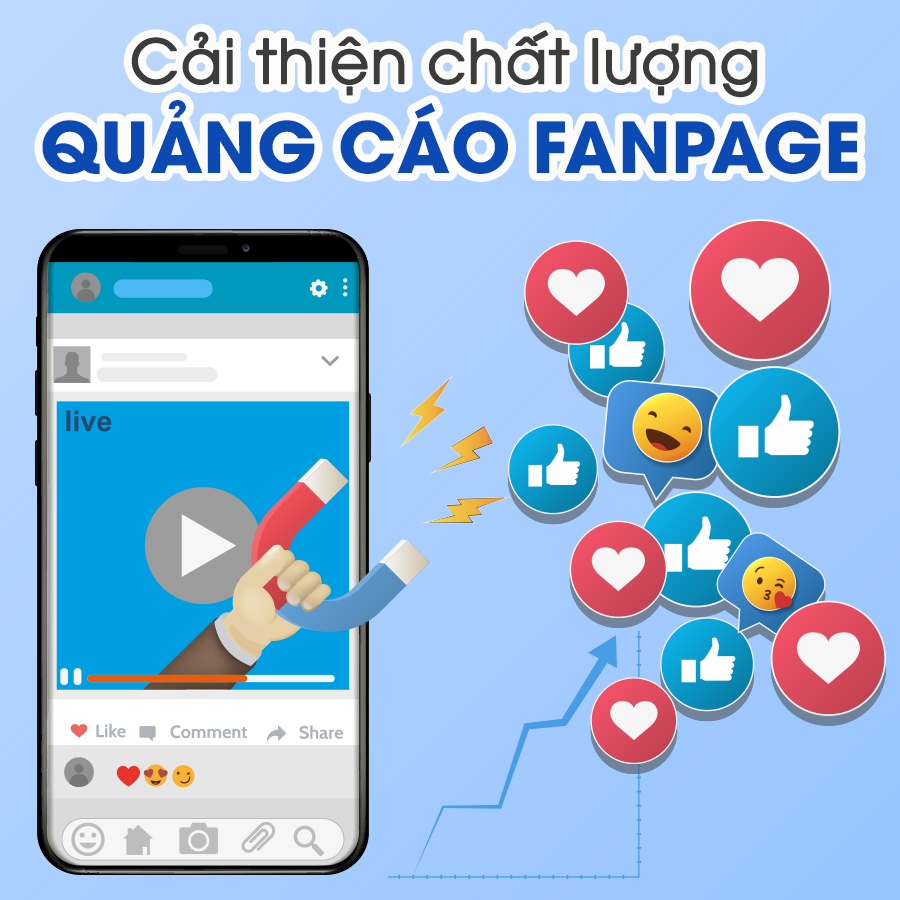 Cải thiện chất lượng
QUẢNG CÁO FANPAGE
live
Like Comment Share